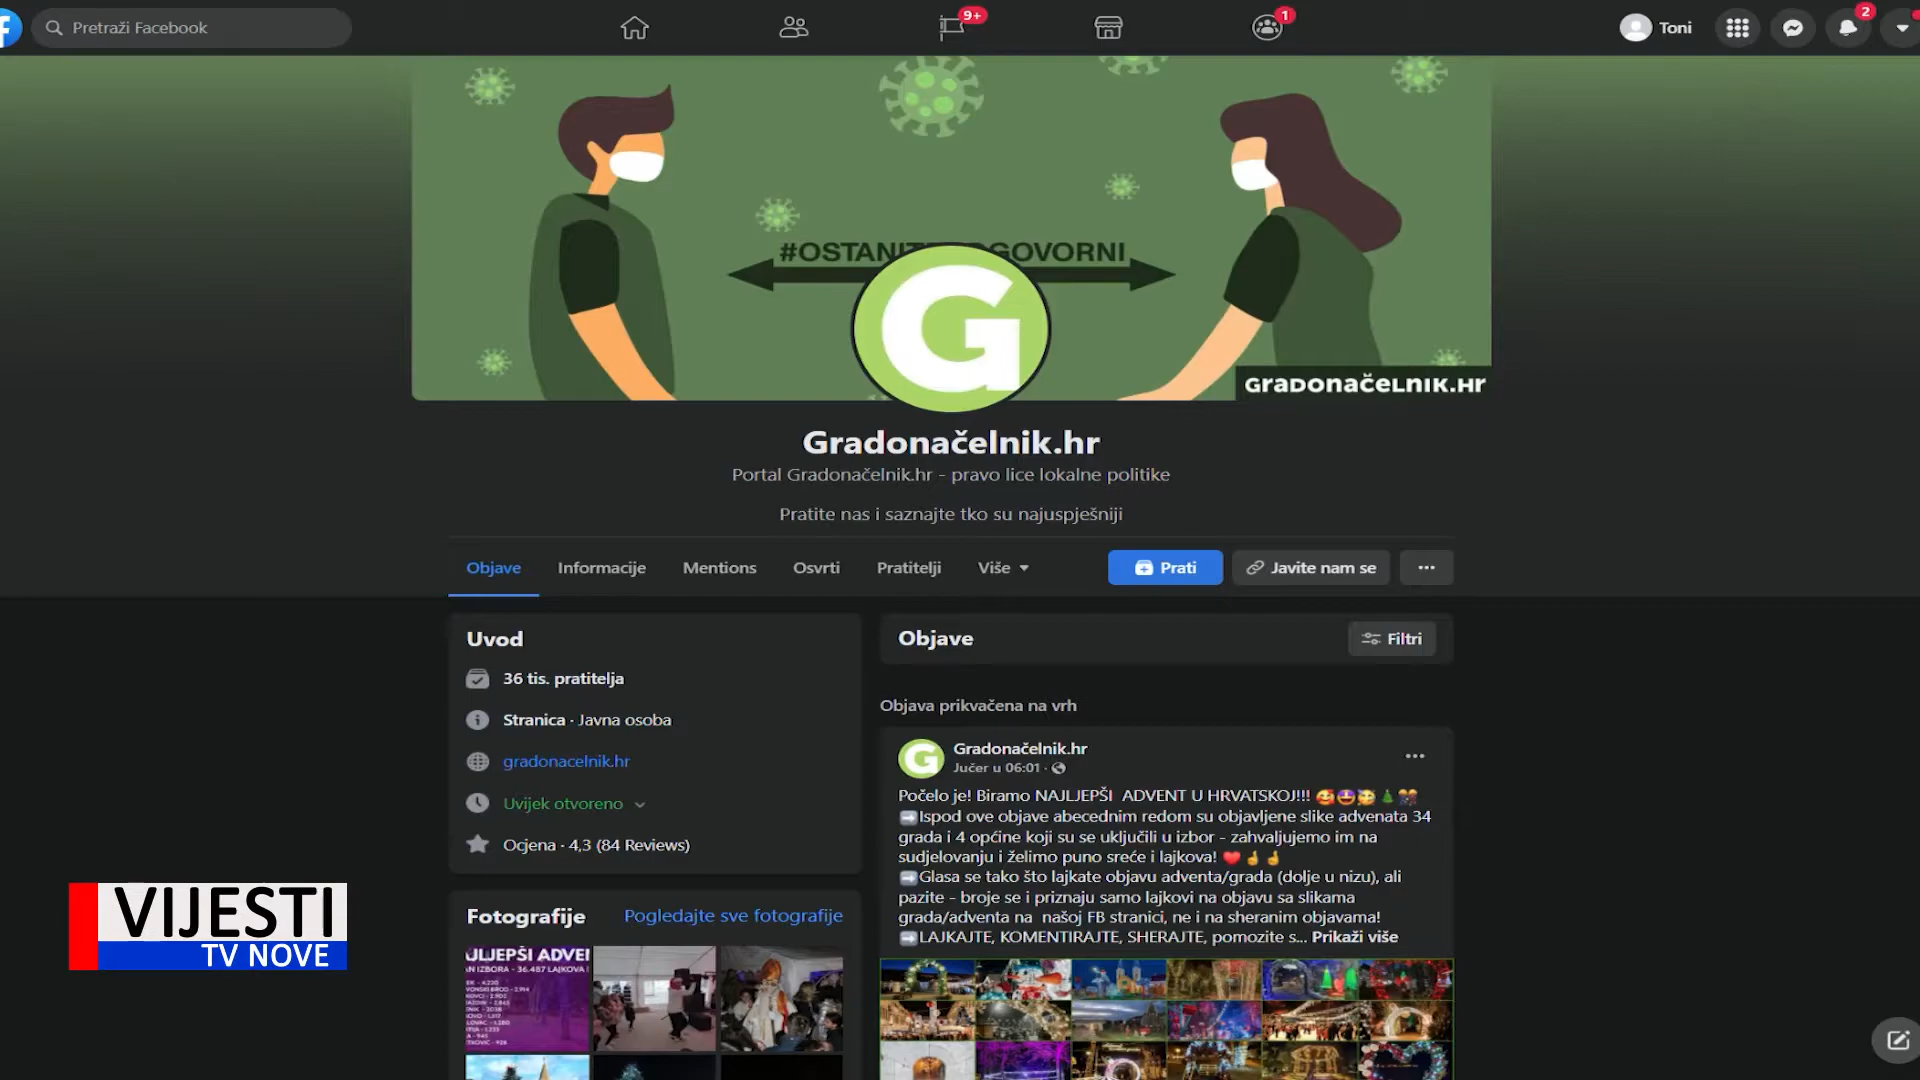 Pretraži Facebook
9+
1
Toni
2
#OSTANITE ODGOVORNI
G
GRADONAČELNIK.HR
Gradonačelnik.hr
Portal Gradonačelnik.hr - pravo lice lokalne politike
Pratite nas i saznajte tko su najuspješniji
Objave
Informacije
Mentions
Osvrti
Pratitelji
Više
Prati
Javite nam se
Uvod
36 tis. pratitelja
Stranica · Javna osoba
gradonacelnik.hr
Uvijek otvoreno
Ocjena · 4,3 (84 Reviews)
Fotografije
Pogledajte sve fotografije
Objave
Filtri
Objava prikvačena na vrh
G
Gradonačelnik.hr
Jučer u 06:01 ·
Počelo je! Biramo NAJLJEPŠI ADVENT U HRVATSKOJ!!! 🥰🤩🥳🎄🎊
➡️Ispod ove objave abecednim redom su objavljene slike advenata 34
grada i 4 općine koji su se uključili u izbor - zahvaljujemo im na
sudjelovanju i želimo puno sreće i lajkova! ❤️☝️☝️
➡️Glasa se tako što lajkate objavu adventa/grada (dolje u nizu), ali
pazite - broje se i priznaju samo lajkovi na objavu sa slikama
grada/adventa na našoj FB stranici, ne i na sheranim objavama!
➡️LAJKAJTE, KOMENTIRAJTE, SHERAJTE, pomozite s... Prikaži više
VIJESTI
TV NOVE